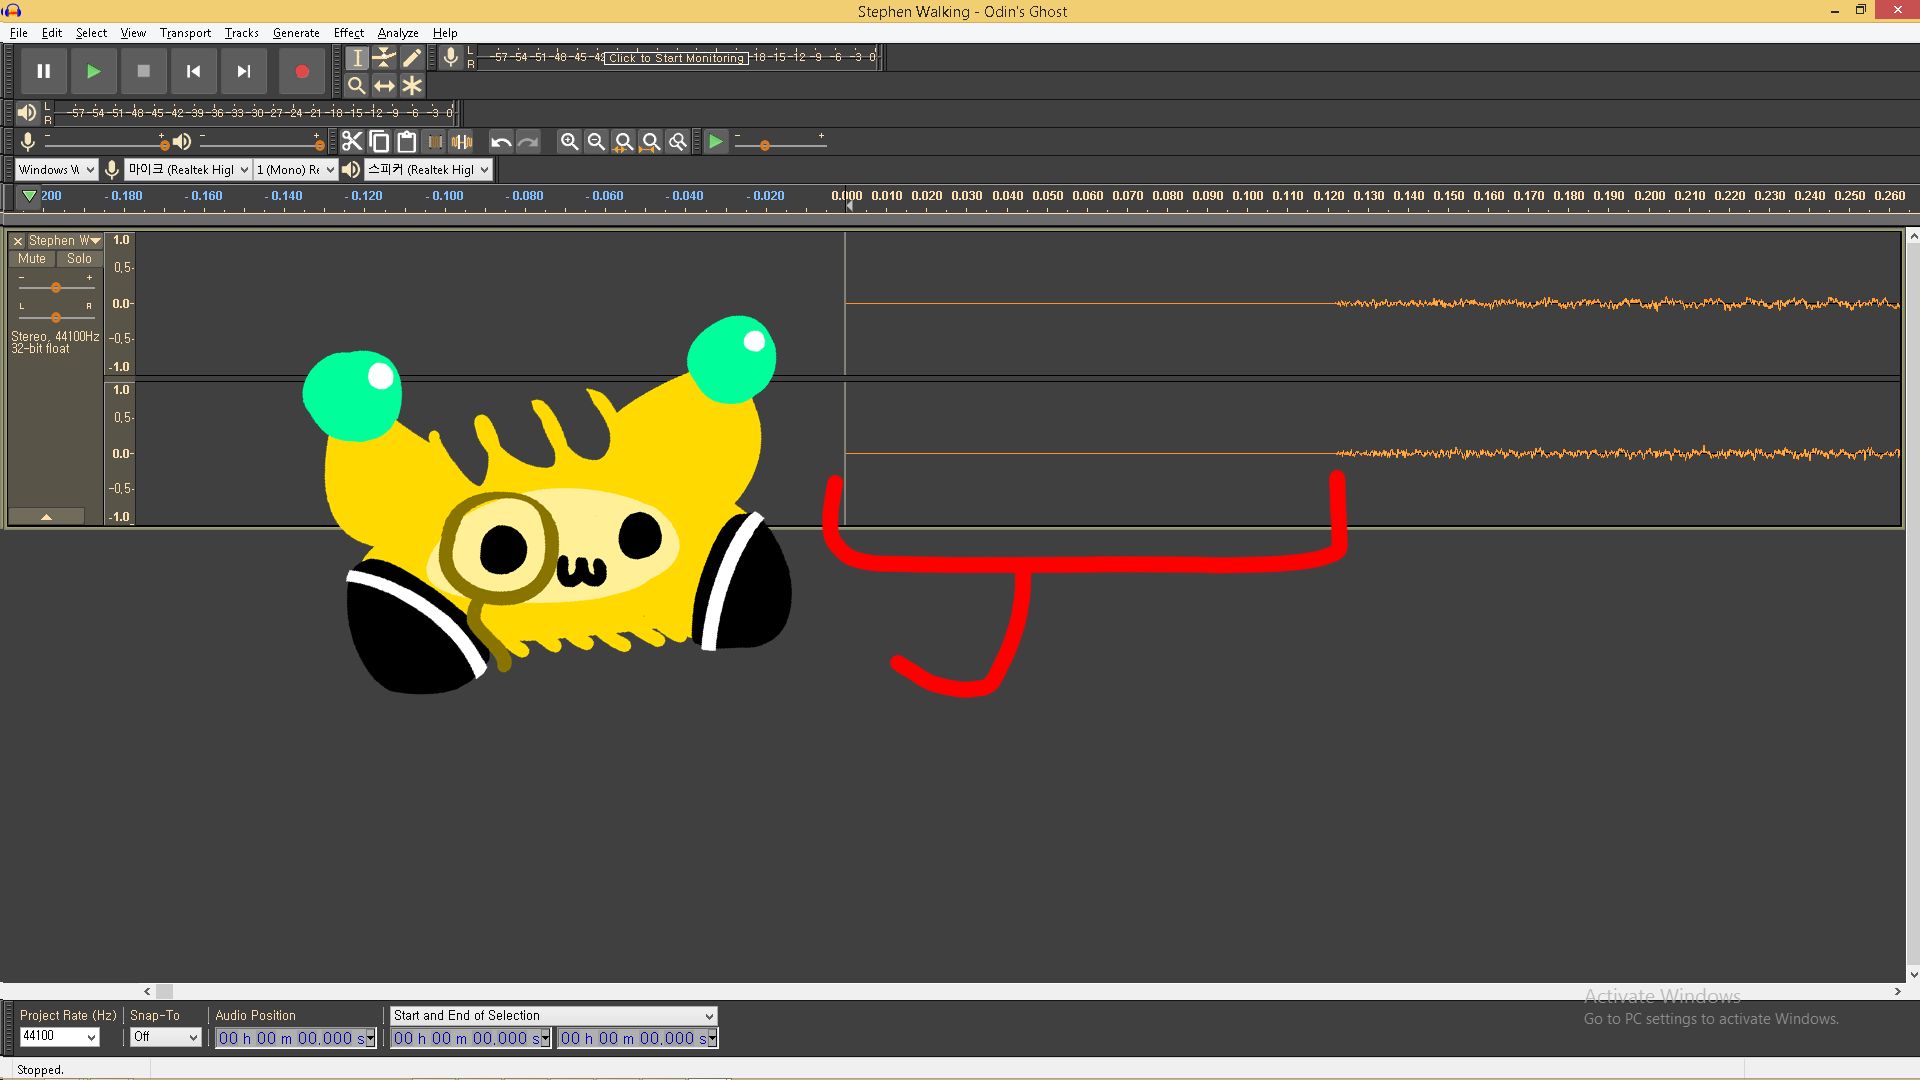 Stephen Walking - Odin's Ghost
File Edit Select View Transport Tracks Generate Effect Analyze Help
L
R
-57-54-51-48-45-42 Click to Start Monitoring -18-15-12 -9 -6 -3 0
L
R
-57-54-51-48-45-42-39-36-33-30-27-24-21-18-15-12 -9 -6 -3 0
- + - +
- +
마이크 (Realtek Higl 1 (Mono) Re 스피커 (Realtek Higl
200 -0.180 -0.160 -0.140 -0.120 -0.100 -0.080 -0.060 -0.040 -0.020 0.000 0.010 0.020 0.030 0.040 0.050 0.060 0.070 0.080 0.090 0.100 0.110 0.120 0.130 0.140 0.150 0.160 0.170 0.180 0.190 0.200 0.210 0.220 0.230 0.240 0.250 0.260
Stephen W
Mute Solo
- +
L R
Stereo, 44100Hz
32-bit float
1.0
0.5-
0.0-
-0.5-
-1.0
1.0
0.5-
0.0-
-0.5-
-1.0
ω
Activate Windows
Go to PC settings to activate Windows.
Project Rate (Hz) Snap-To Audio Position Start and End of Selection
44100 Off 00 h 00 m 00.000 s 00 h 00 m 00.000 s 00 h 00 m 00.000 s
Stopped.